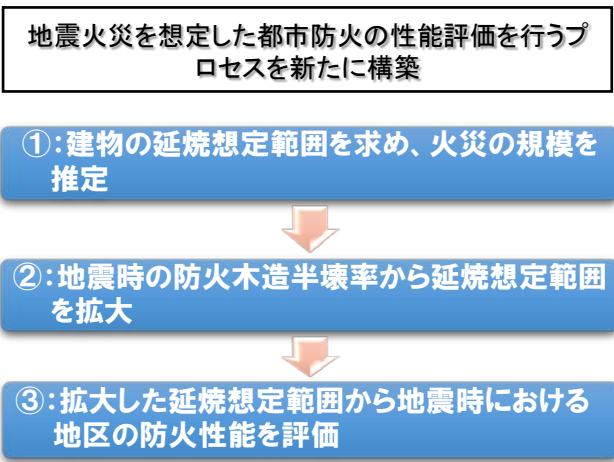 地震火災を想定した都市防火の性能評価を行うプ
ロセスを新たに構築
①：建物の延焼想定範囲を求め、火災の規模を
推定
②：地震時の防火木造半壊率から延焼想定範囲
を拡大
③：拡大した延焼想定範囲から地震時における
地区の防火性能を評価